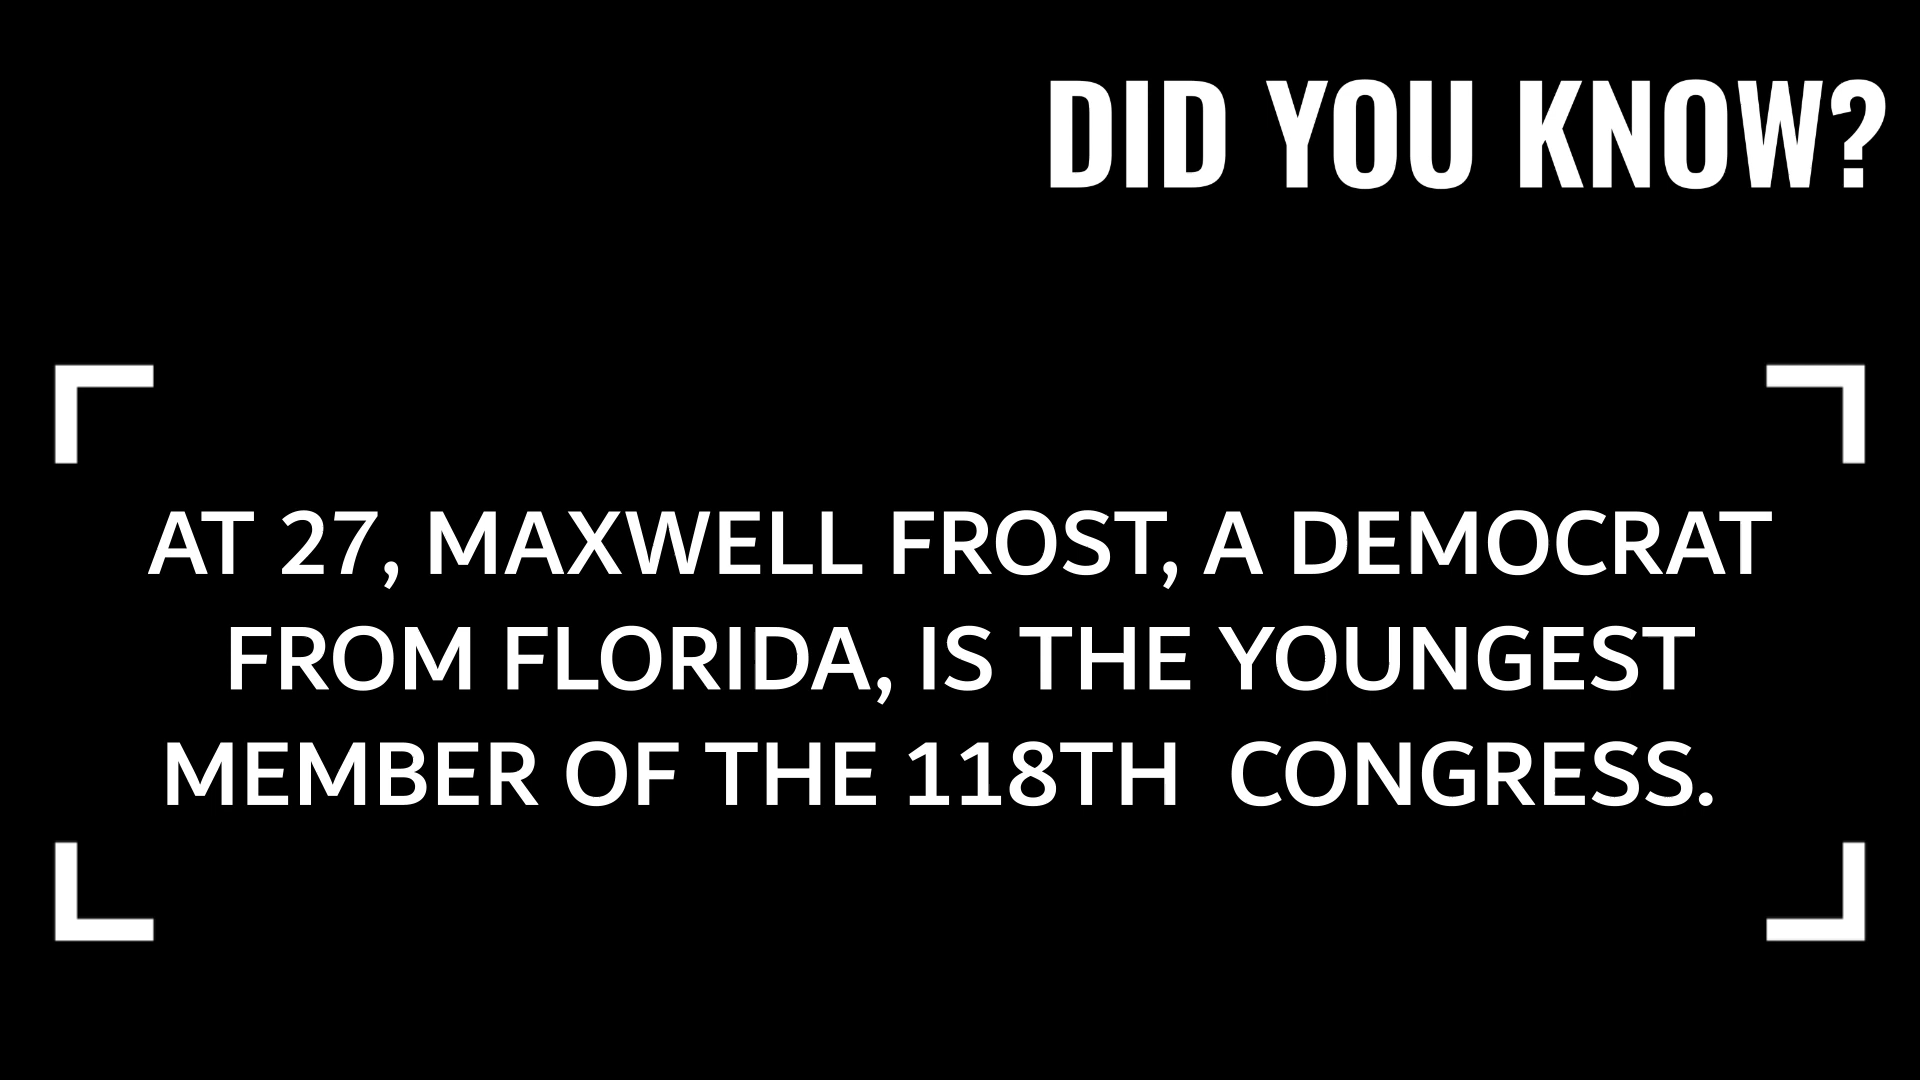 DID YOU KNOW?
AT 27, MAXWELL FROST, A DEMOCRAT
FROM FLORIDA, IS THE YOUNGEST
MEMBER OF THE 118TH  CONGRESS.